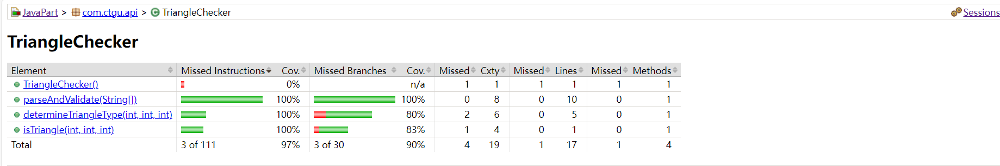 JavaPart > com.ctgu.api > TriangleChecker Sessions
TriangleChecker
Element Missed Instructions Cov. Missed Branches Cov. Missed Cxty Missed Lines Missed Methods
TriangleChecker() 0% n/a 1 1 1 1 1 1
parseAndValidate(String[]) 100% 100% 0 8 0 10 0 1
determineTriangleType(int, int, int) 100% 80% 2 6 0 5 0 1
isTriangle(int, int, int) 100% 83% 1 4 0 1 0 1
Total 3 of 111 97% 3 of 30 90% 4 19 1 17 1 4